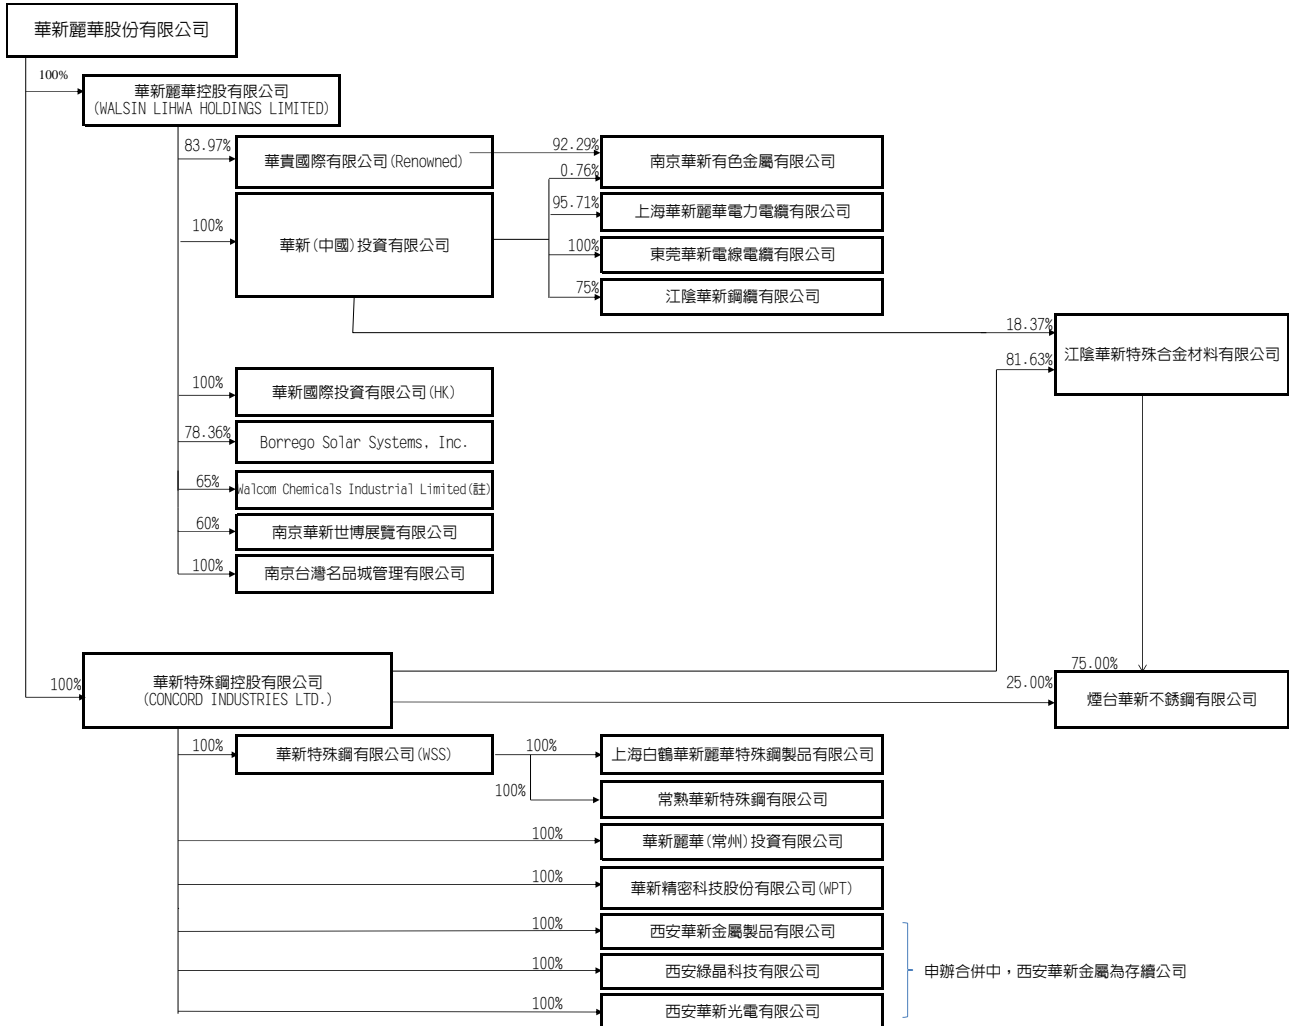 華新麗華股份有限公司
100%
華新麗華控股有限公司
(WALSIN LIHWA HOLDINGS LIMITED)
83.97%
華貴國際有限公司(Renowned)
92.29%
南京華新有色金屬有限公司
0.76%
100%
華新(中國)投資有限公司
95.71%
上海華新麗華電力電纜有限公司
100%
東莞華新電線電纜有限公司
75%
江陰華新鋼纜有限公司
18.37%
江陰華新特殊合金材料有限公司
81.63%
100%
華新國際投資有限公司(HK)
78.36%
Borrego Solar Systems, Inc.
65%
Walcom Chemicals Industrial Limited(註)
60%
南京華新世博展覽有限公司
100%
南京台灣名品城管理有限公司
100%
華新特殊鋼控股有限公司
(CONCORD INDUSTRIES LTD.)
75.00%
25.00%
煙台華新不銹鋼有限公司
100%
華新特殊鋼有限公司(WSS)
100%
上海白鶴華新麗華特殊鋼製品有限公司
100%
常熟華新特殊鋼有限公司
100%
華新麗華(常州)投資有限公司
100%
華新精密科技股份有限公司(WPT)
100%
西安華新金屬製品有限公司
100%
西安綠晶科技有限公司
申辦合併中，西安華新金屬為存續公司
100%
西安華新光電有限公司